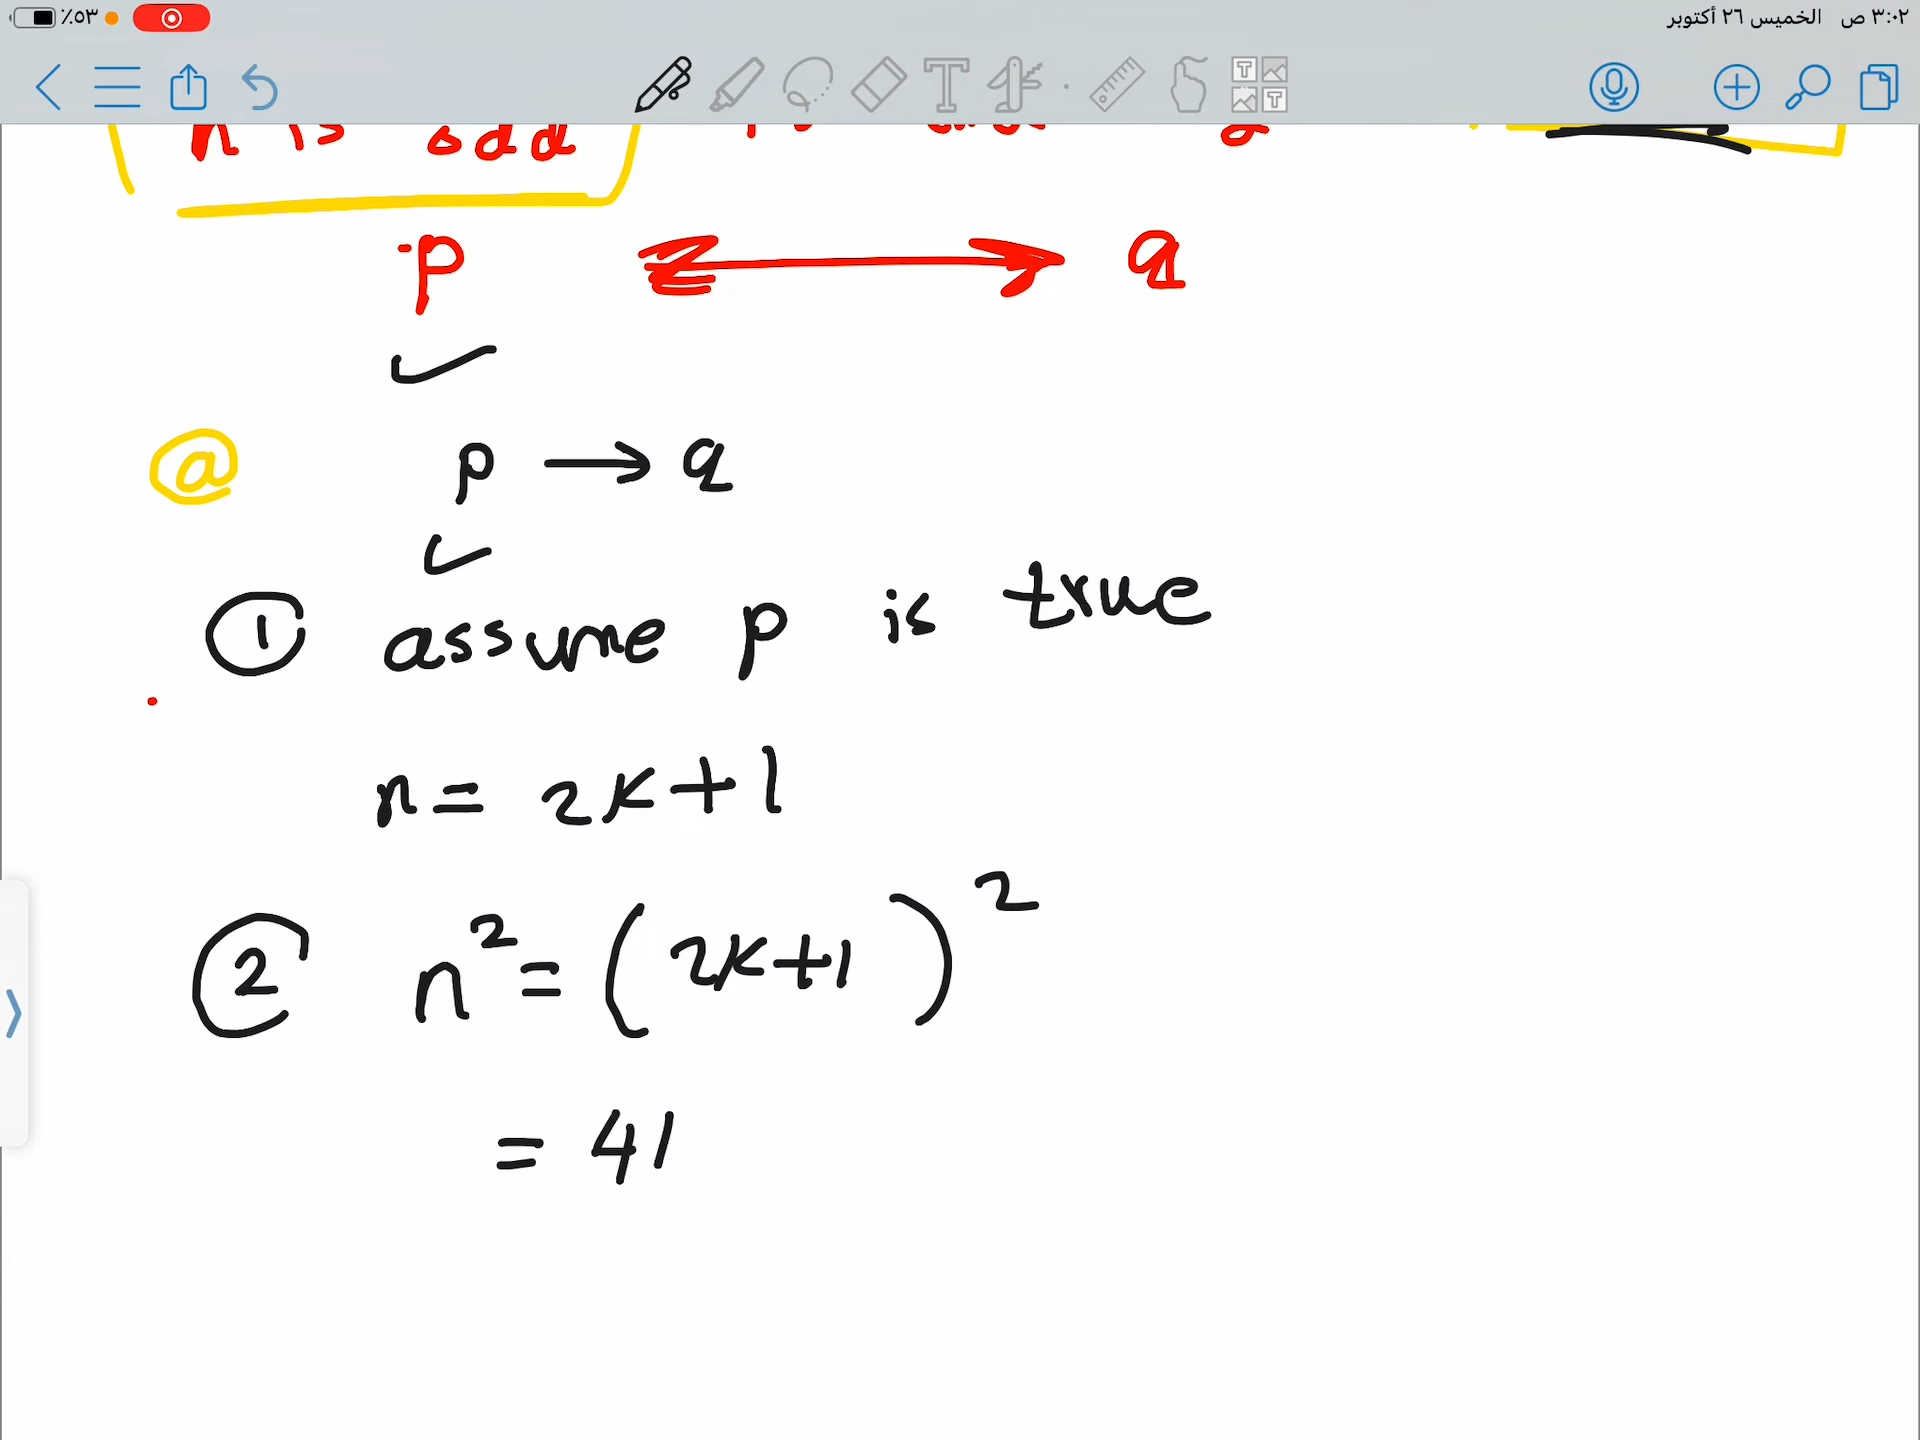 ٪٥٣ ٣:٠٢ ص الخميس ٢٦ أكتوبر
n is odd
p ⟷ q
@ p → q
① assume p is true
n = 2k+1
② n² = (2k+1)²
= 41